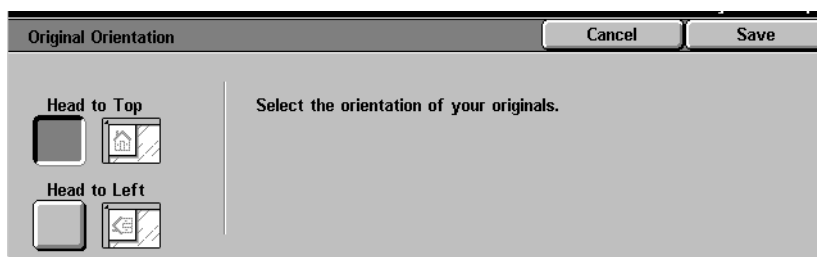 Original Orientation Cancel Save
Head to Top Select the orientation of your originals.
Head to Left